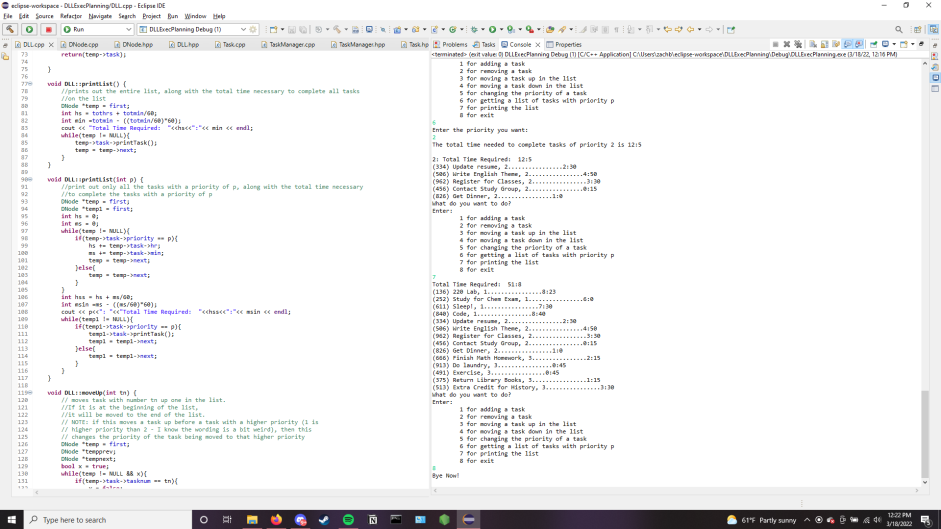 eclipse-workspace - DLLExecPlanning/DLL.cpp - Eclipse IDE
File Edit Source Refactor Navigate Search Project Run Window Help
Run
DLLExecPlanning Debug (1)
DLL.cpp DNode.cpp DNode.hpp DLL.hpp Task.cpp TaskManager.cpp TaskManager.hpp Task.hp
73
74 return(temp->task);
75 }
76
77 void DLL::printList() {
78 //prints out the entire list, along with the total time necessary to complete all tasks
79 //on the list
80 DNode *temp = first;
81 int hs = tothrs + totmin/60;
82 int min =totmin - ((totmin/60)*60);
83 cout << "Total Time Required: "<<hs<<":"<< min << endl;
84 while(temp != NULL){
85 temp->task->printTask();
86 temp = temp->next;
87 }
88 }
89
90 void DLL::printList(int p) {
91 //print out only all the tasks with a priority of p, along with the total time necessary
92 //to complete the tasks with a priority of p
93 DNode *temp = first;
94 DNode *temp1 = first;
95 int hs = 0;
96 int ms = 0;
97 while(temp != NULL){
98 if(temp->task->priority == p){
99 hs += temp->task->hr;
100 ms += temp->task->min;
101 temp = temp->next;
102 }else{
103 temp = temp->next;
104 }
105 }
106 int hss = hs + ms/60;
107 int msin =ms - ((ms/60)*60);
108 cout << p<<": "<<"Total Time Required: "<<hss<<":"<< msin << endl;
109 while(temp1 != NULL){
110 if(temp1->task->priority == p){
111 temp1->task->printTask();
112 temp1 = temp1->next;
113 }else{
114 temp1 = temp1->next;
115 }
116 }
117 }
118
119 void DLL::moveUp(int tn) {
120 // moves task with number tn up one in the list.
121 //If it is at the beginning of the list,
122 //it will be moved to the end of the list.
123 // NOTE: if this moves a task up before a task with a higher priority (1 is
124 // higher priority than 2 - I know the wording is a bit weird), then this
125 // changes the priority of the task being moved to that higher priority
126 DNode *temp = first;
127 DNode *tempprev;
128 DNode *tempnext;
129 bool x = true;
130 while(temp != NULL && x){
131 if(temp->task->tasknum == tn){
Problems Tasks Console Properties
<terminated> (exit value 0) DLLExecPlanning Debug (1) [C/C++ Application] C:\Users\zachb\eclipse-workspace\DLLExecPlanning\Debug\DLLExecPlanning.exe (3/18/22, 12:16 PM)
1 for adding a task
2 for removing a task
3 for moving a task up in the list
4 for moving a task down in the list
5 for changing the priority of a task
6 for getting a list of tasks with priority p
7 for printing the list
8 for exit
6
Enter the priority you want:
2
The total time needed to complete tasks of priority 2 is 12:5

2: Total Time Required: 12:5
(334) Update resume, 2................2:30
(506) Write English Theme, 2................4:50
(962) Register for Classes, 2................3:30
(456) Contact Study Group, 2................0:15
(826) Get Dinner, 2................1:0
What do you want to do?
Enter:
1 for adding a task
2 for removing a task
3 for moving a task up in the list
4 for moving a task down in the list
5 for changing the priority of a task
6 for getting a list of tasks with priority p
7 for printing the list
8 for exit
7
Total Time Required: 51:8
(136) 220 Lab, 1................8:23
(252) Study for Chem Exam, 1................6:0
(611) Sleep!, 1................7:30
(840) Code, 1................8:40
(334) Update resume, 2................2:30
(506) Write English Theme, 2................4:50
(962) Register for Classes, 2................3:30
(456) Contact Study Group, 2................0:15
(826) Get Dinner, 2................1:0
(666) Finish Math Homework, 3................2:15
(913) Do laundry, 3................0:45
(491) Exercise, 3................0:45
(375) Return Library Books, 3................1:15
(513) Extra Credit for History, 3................3:30
What do you want to do?
Enter:
1 for adding a task
2 for removing a task
3 for moving a task up in the list
4 for moving a task down in the list
5 for changing the priority of a task
6 for getting a list of tasks with priority p
7 for printing the list
8 for exit
8
Bye Now!
Type here to search
61°F Partly sunny
12:22 PM
3/18/2022